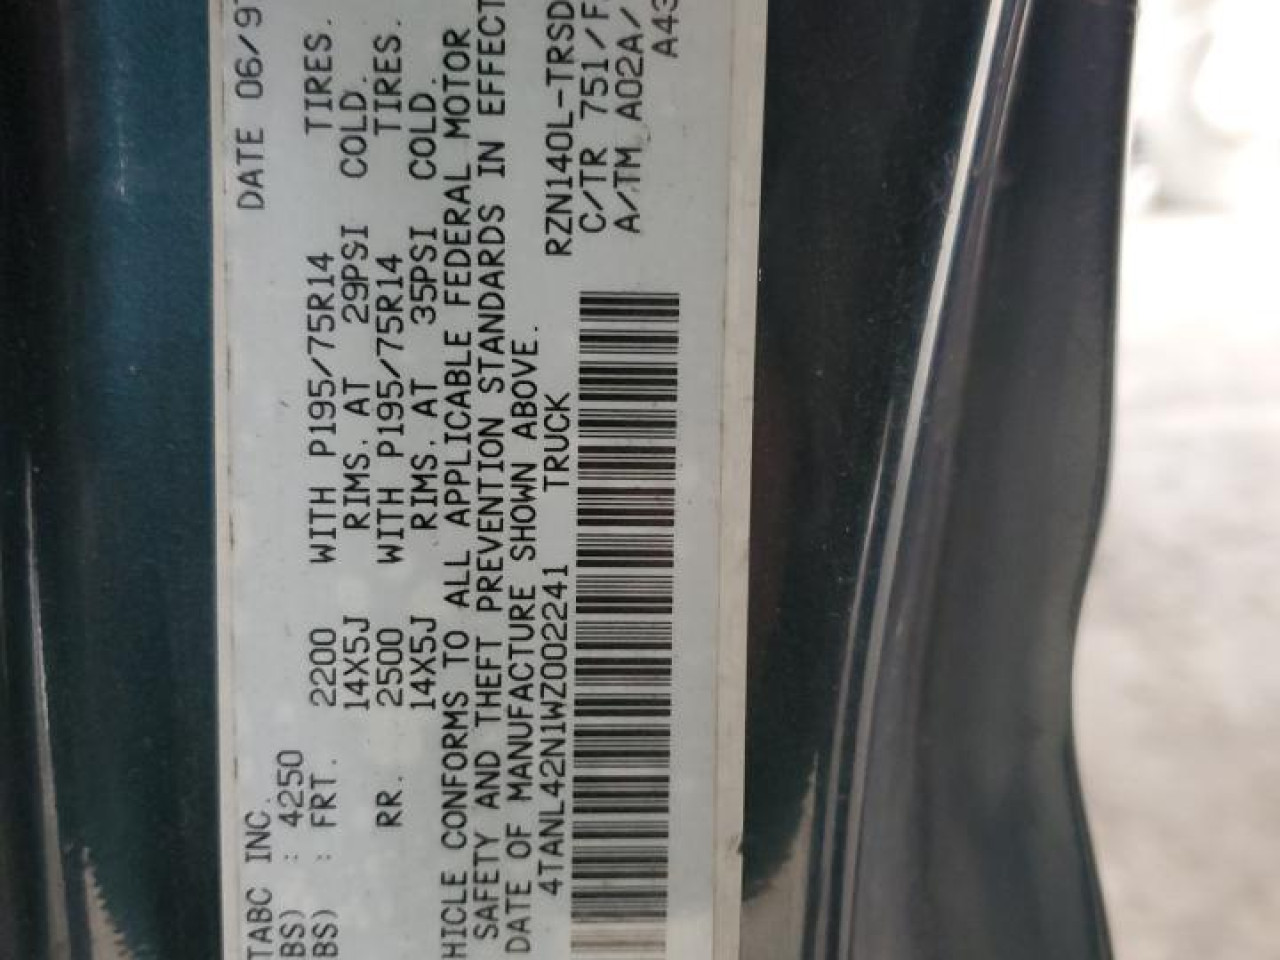 TABC INC. DATE 06/9
BS) : 4250
BS) : FRT. 2200 WITH P195/75R14 TIRES.
14X5J RIMS. AT 29PSI COLD.
RR. 2500 WITH P195/75R14 TIRES.
14X5J RIMS. AT 35PSI COLD.
HICLE CONFORMS TO ALL APPLICABLE FEDERAL MOTOR
SAFETY AND THEFT PREVENTION STANDARDS IN EFFECT
DATE OF MANUFACTURE SHOWN ABOVE.
4TANL42N1WZ002241 TRUCK RZN140L-TRSD
C/TR 751/F
A/TM A02A/
A43